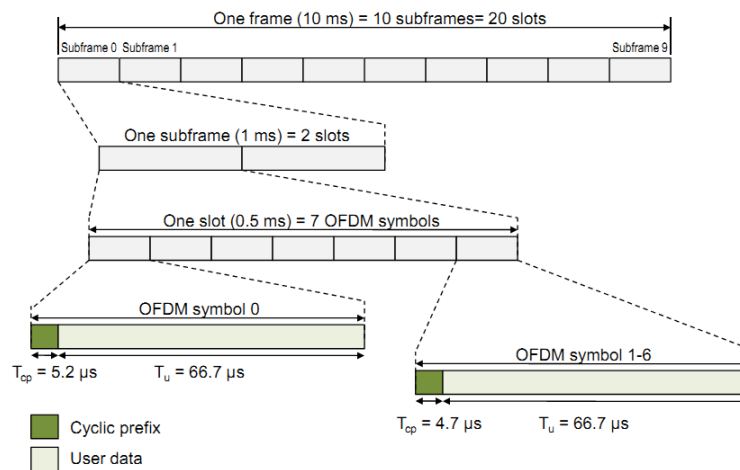 One frame (10 ms) = 10 subframes= 20 slots
Subframe 0 Subframe 1 Subframe 9
One subframe (1 ms) = 2 slots
One slot (0.5 ms) = 7 OFDM symbols
OFDM symbol 0
OFDM symbol 1-6
Tcp = 5.2 µs Tu = 66.7 µs
Tcp = 4.7 µs Tu = 66.7 µs
Cyclic prefix
User data